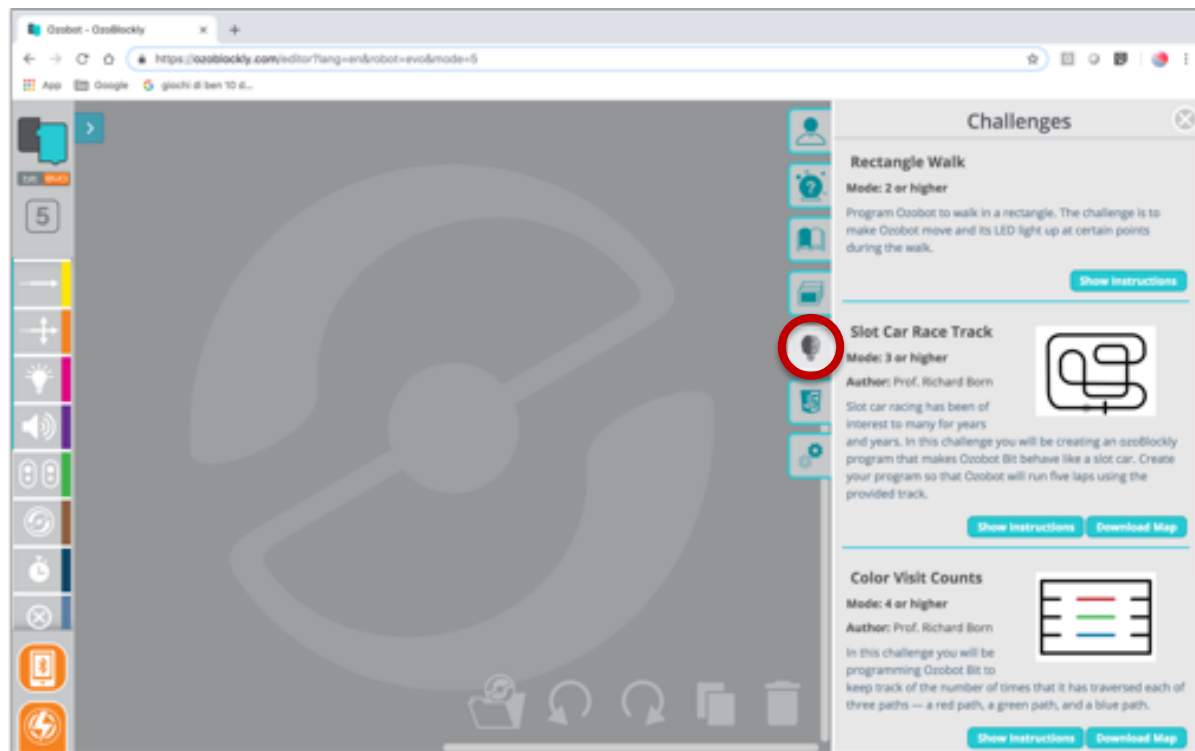 Ozobot - OzoBlockly
https://ozoblockly.com/editor?lang=en&robot=evo&mode=5
App Google giochi di ben 10 d...
bit evo
5
Challenges
Rectangle Walk
Mode: 2 or higher
Program Ozobot to walk in a rectangle. The challenge is to
make Ozobot move and its LED light up at certain points
during the walk.
Show Instructions
Slot Car Race Track
Mode: 3 or higher
Author: Prof. Richard Born
Slot car racing has been of
interest to many for years
and years. In this challenge you will be creating an ozoBlockly
program that makes Ozobot Bit behave like a slot car. Create
your program so that Ozobot will run five laps using the
provided track.
Show Instructions Download Map
Color Visit Counts
Mode: 4 or higher
Author: Prof. Richard Born
In this challenge you will be
programming Ozobot Bit to
keep track of the number of times that it has traversed each of
three paths — a red path, a green path, and a blue path.
Show Instructions Download Map